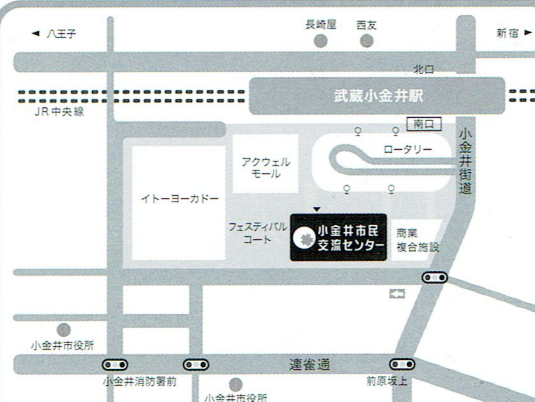 長崎屋
西友
◀ 八王子
新宿 ▶
北口
武蔵小金井駅
JR中央線
南口
ロータリー
小金井街道
アクウェル
モール
イトーヨーカドー
フェスティバル
コート
小金井市民
交流センター
商業
複合施設
小金井市役所
連雀通
小金井消防署前
前原坂上
小金井市役所